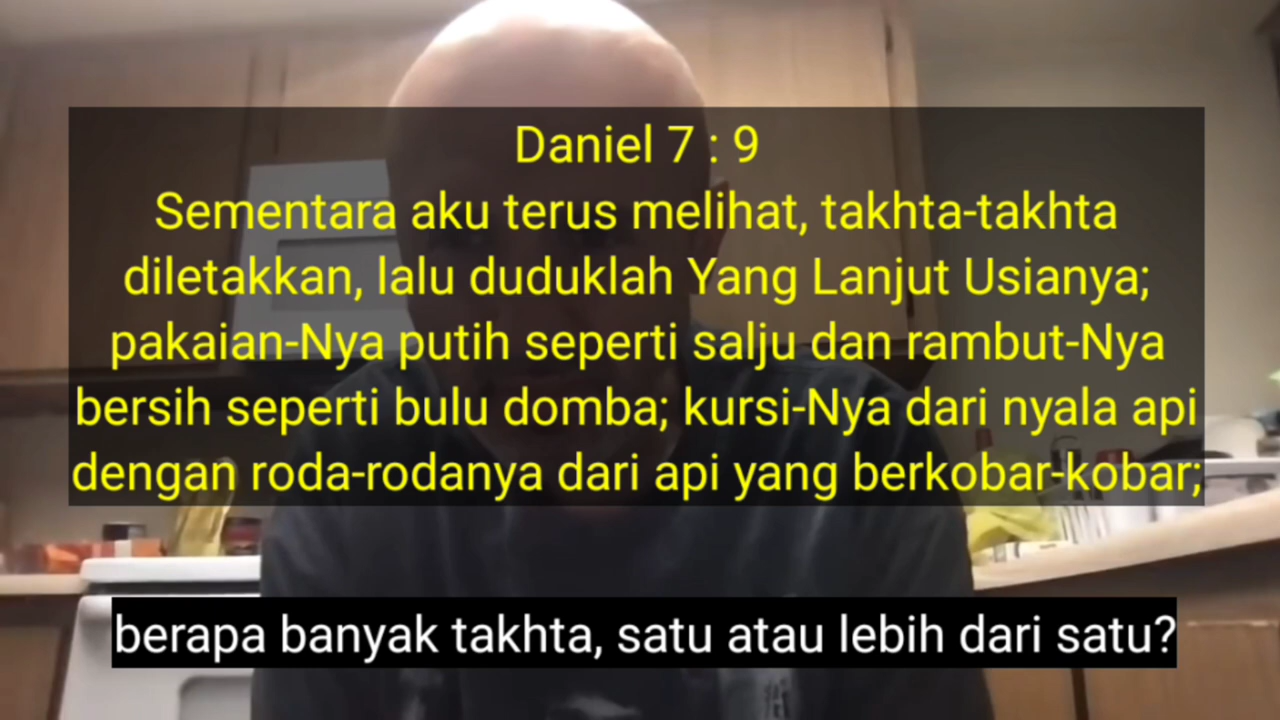 Daniel 7 : 9
Sementara aku terus melihat, takhta-takhta
diletakkan, lalu duduklah Yang Lanjut Usianya;
pakaian-Nya putih seperti salju dan rambut-Nya
bersih seperti bulu domba; kursi-Nya dari nyala api
dengan roda-rodanya dari api yang berkobar-kobar;
berapa banyak takhta, satu atau lebih dari satu?